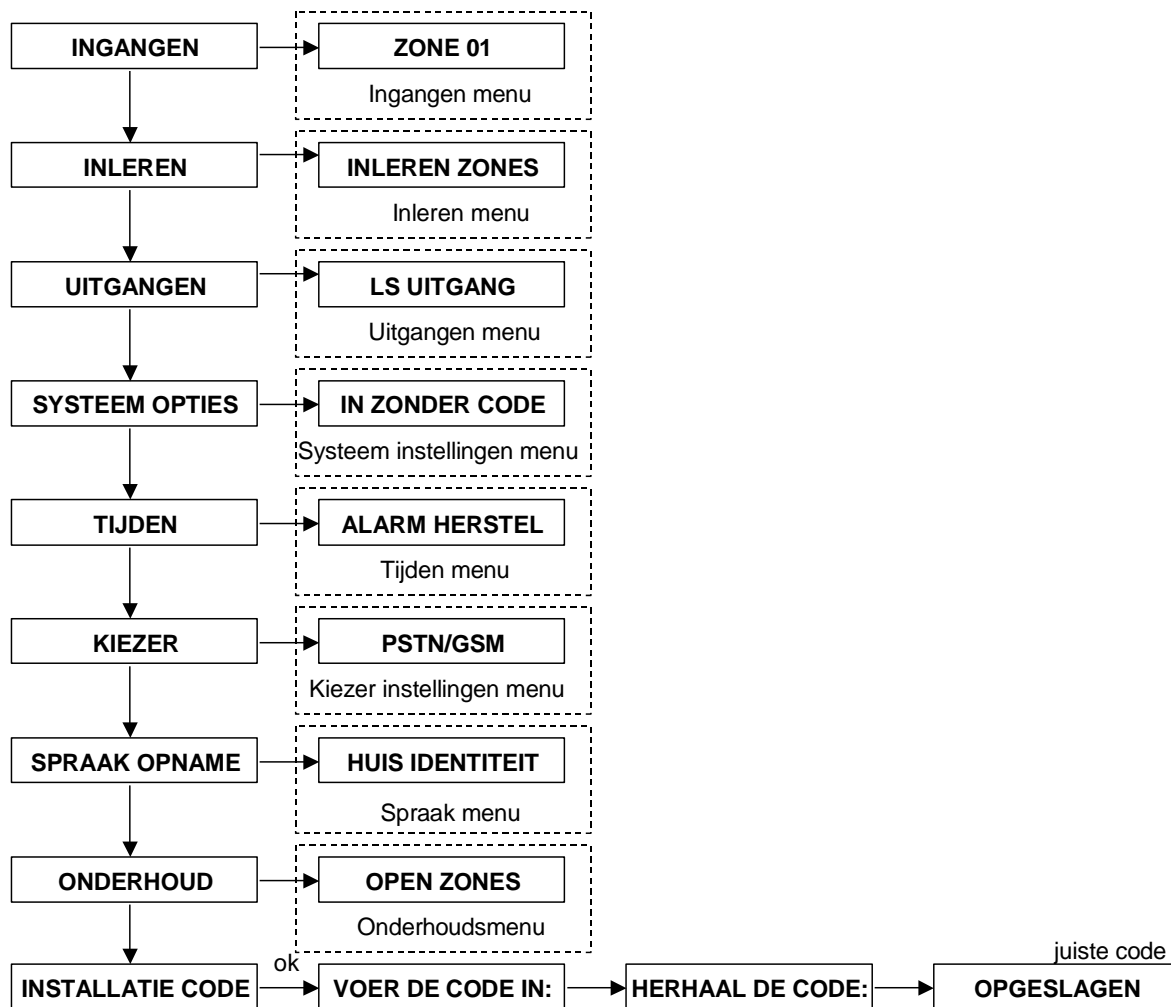 INGANGEN
ZONE 01
Ingangen menu
INLEREN
INLEREN ZONES
Inleren menu
UITGANGEN
LS UITGANG
Uitgangen menu
SYSTEEM OPTIES
IN ZONDER CODE
Systeem instellingen menu
TIJDEN
ALARM HERSTEL
Tijden menu
KIEZER
PSTN/GSM
Kiezer instellingen menu
SPRAAK OPNAME
HUIS IDENTITEIT
Spraak menu
ONDERHOUD
OPEN ZONES
Onderhoudsmenu
INSTALLATIE CODE
ok
VOER DE CODE IN:
HERHAAL DE CODE:
juiste code
OPGESLAGEN